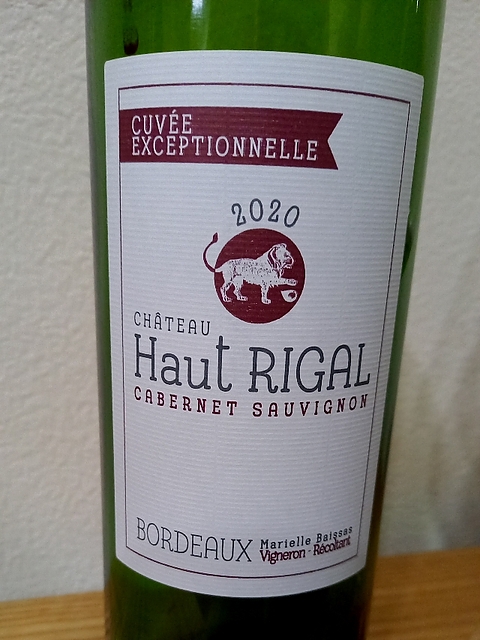 CUVÉE
EXCEPTIONNELLE
2020
CHÂTEAU
Haut RIGAL
CABERNET SAUVIGNON
BORDEAUX
Marielle Baissas
Vigneron - Récoltant